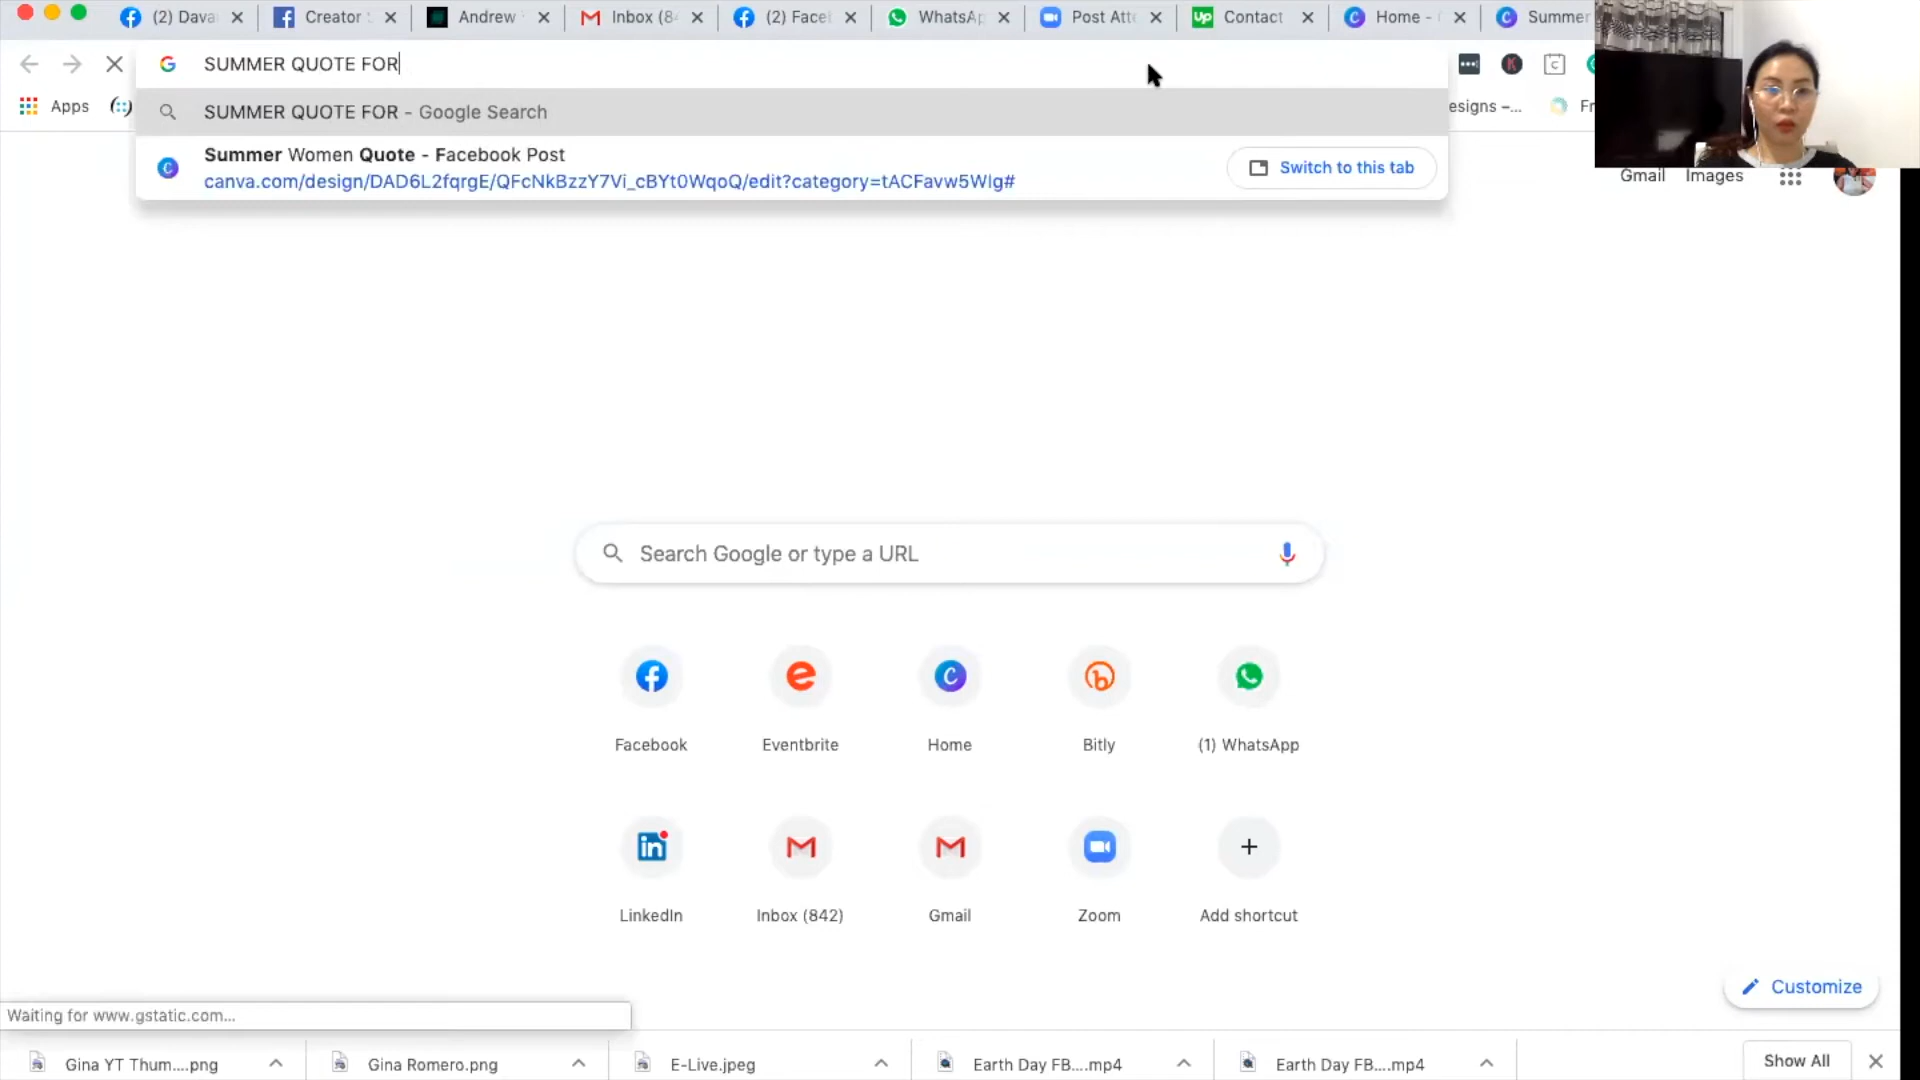 (2) Dava
Creator
Andrew
Inbox (8
(2) Face
WhatsAp
Post Atte
Contact
Home -
Summer
SUMMER QUOTE FOR
Apps
esigns –...
Fr
SUMMER QUOTE FOR - Google Search
Summer Women Quote - Facebook Post
canva.com/design/DAD6L2fqrgE/QFcNkBzzY7Vi_cBYt0WqoQ/edit?category=tACFavw5WIg#
Switch to this tab
Gmail
Images
Search Google or type a URL
Facebook
Eventbrite
Home
Bitly
(1) WhatsApp
LinkedIn
Inbox (842)
Gmail
Zoom
Add shortcut
Customize
Waiting for www.gstatic.com...
Gina YT Thum....png
Gina Romero.png
E-Live.jpeg
Earth Day FB....mp4
Earth Day FB....mp4
Show All